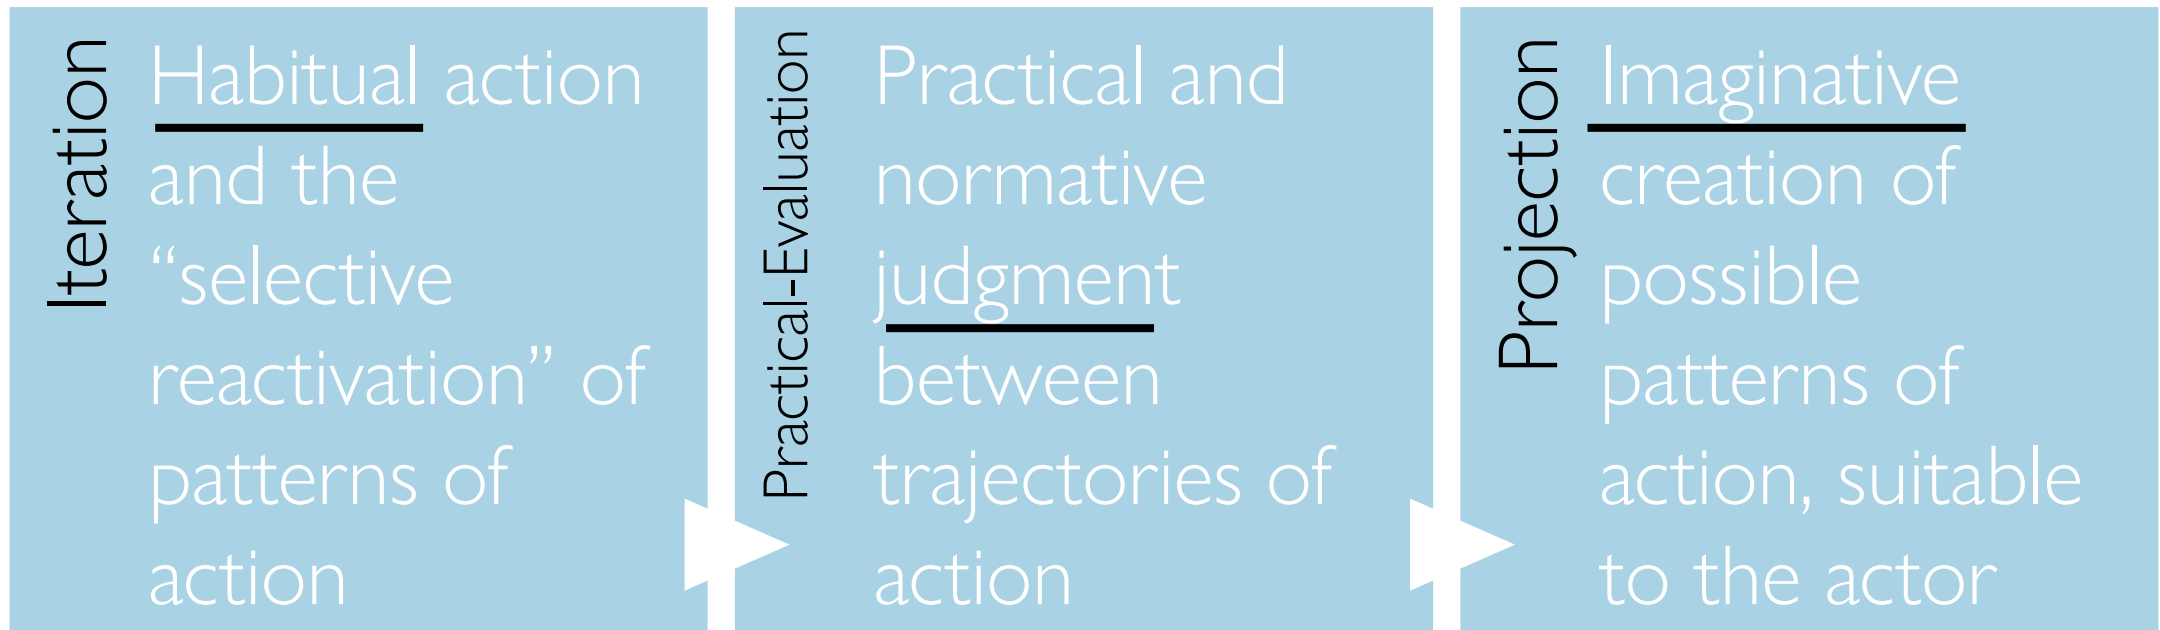 Iteration
Habitual action
and the
“selective
reactivation” of
patterns of
action
Practical-Evaluation
Practical and
normative
judgment
between
trajectories of
action
Projection
Imaginative
creation of
possible
patterns of
action, suitable
to the actor